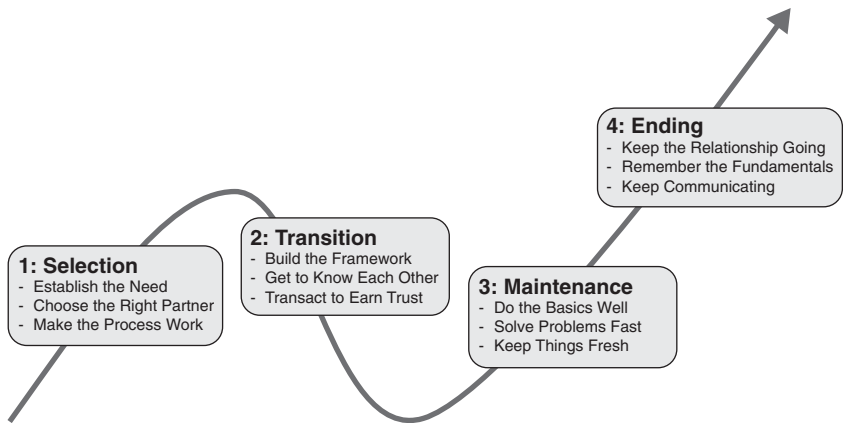 1: Selection
- Establish the Need
- Choose the Right Partner
- Make the Process Work
2: Transition
- Build the Framework
- Get to Know Each Other
- Transact to Earn Trust
3: Maintenance
- Do the Basics Well
- Solve Problems Fast
- Keep Things Fresh
4: Ending
- Keep the Relationship Going
- Remember the Fundamentals
- Keep Communicating